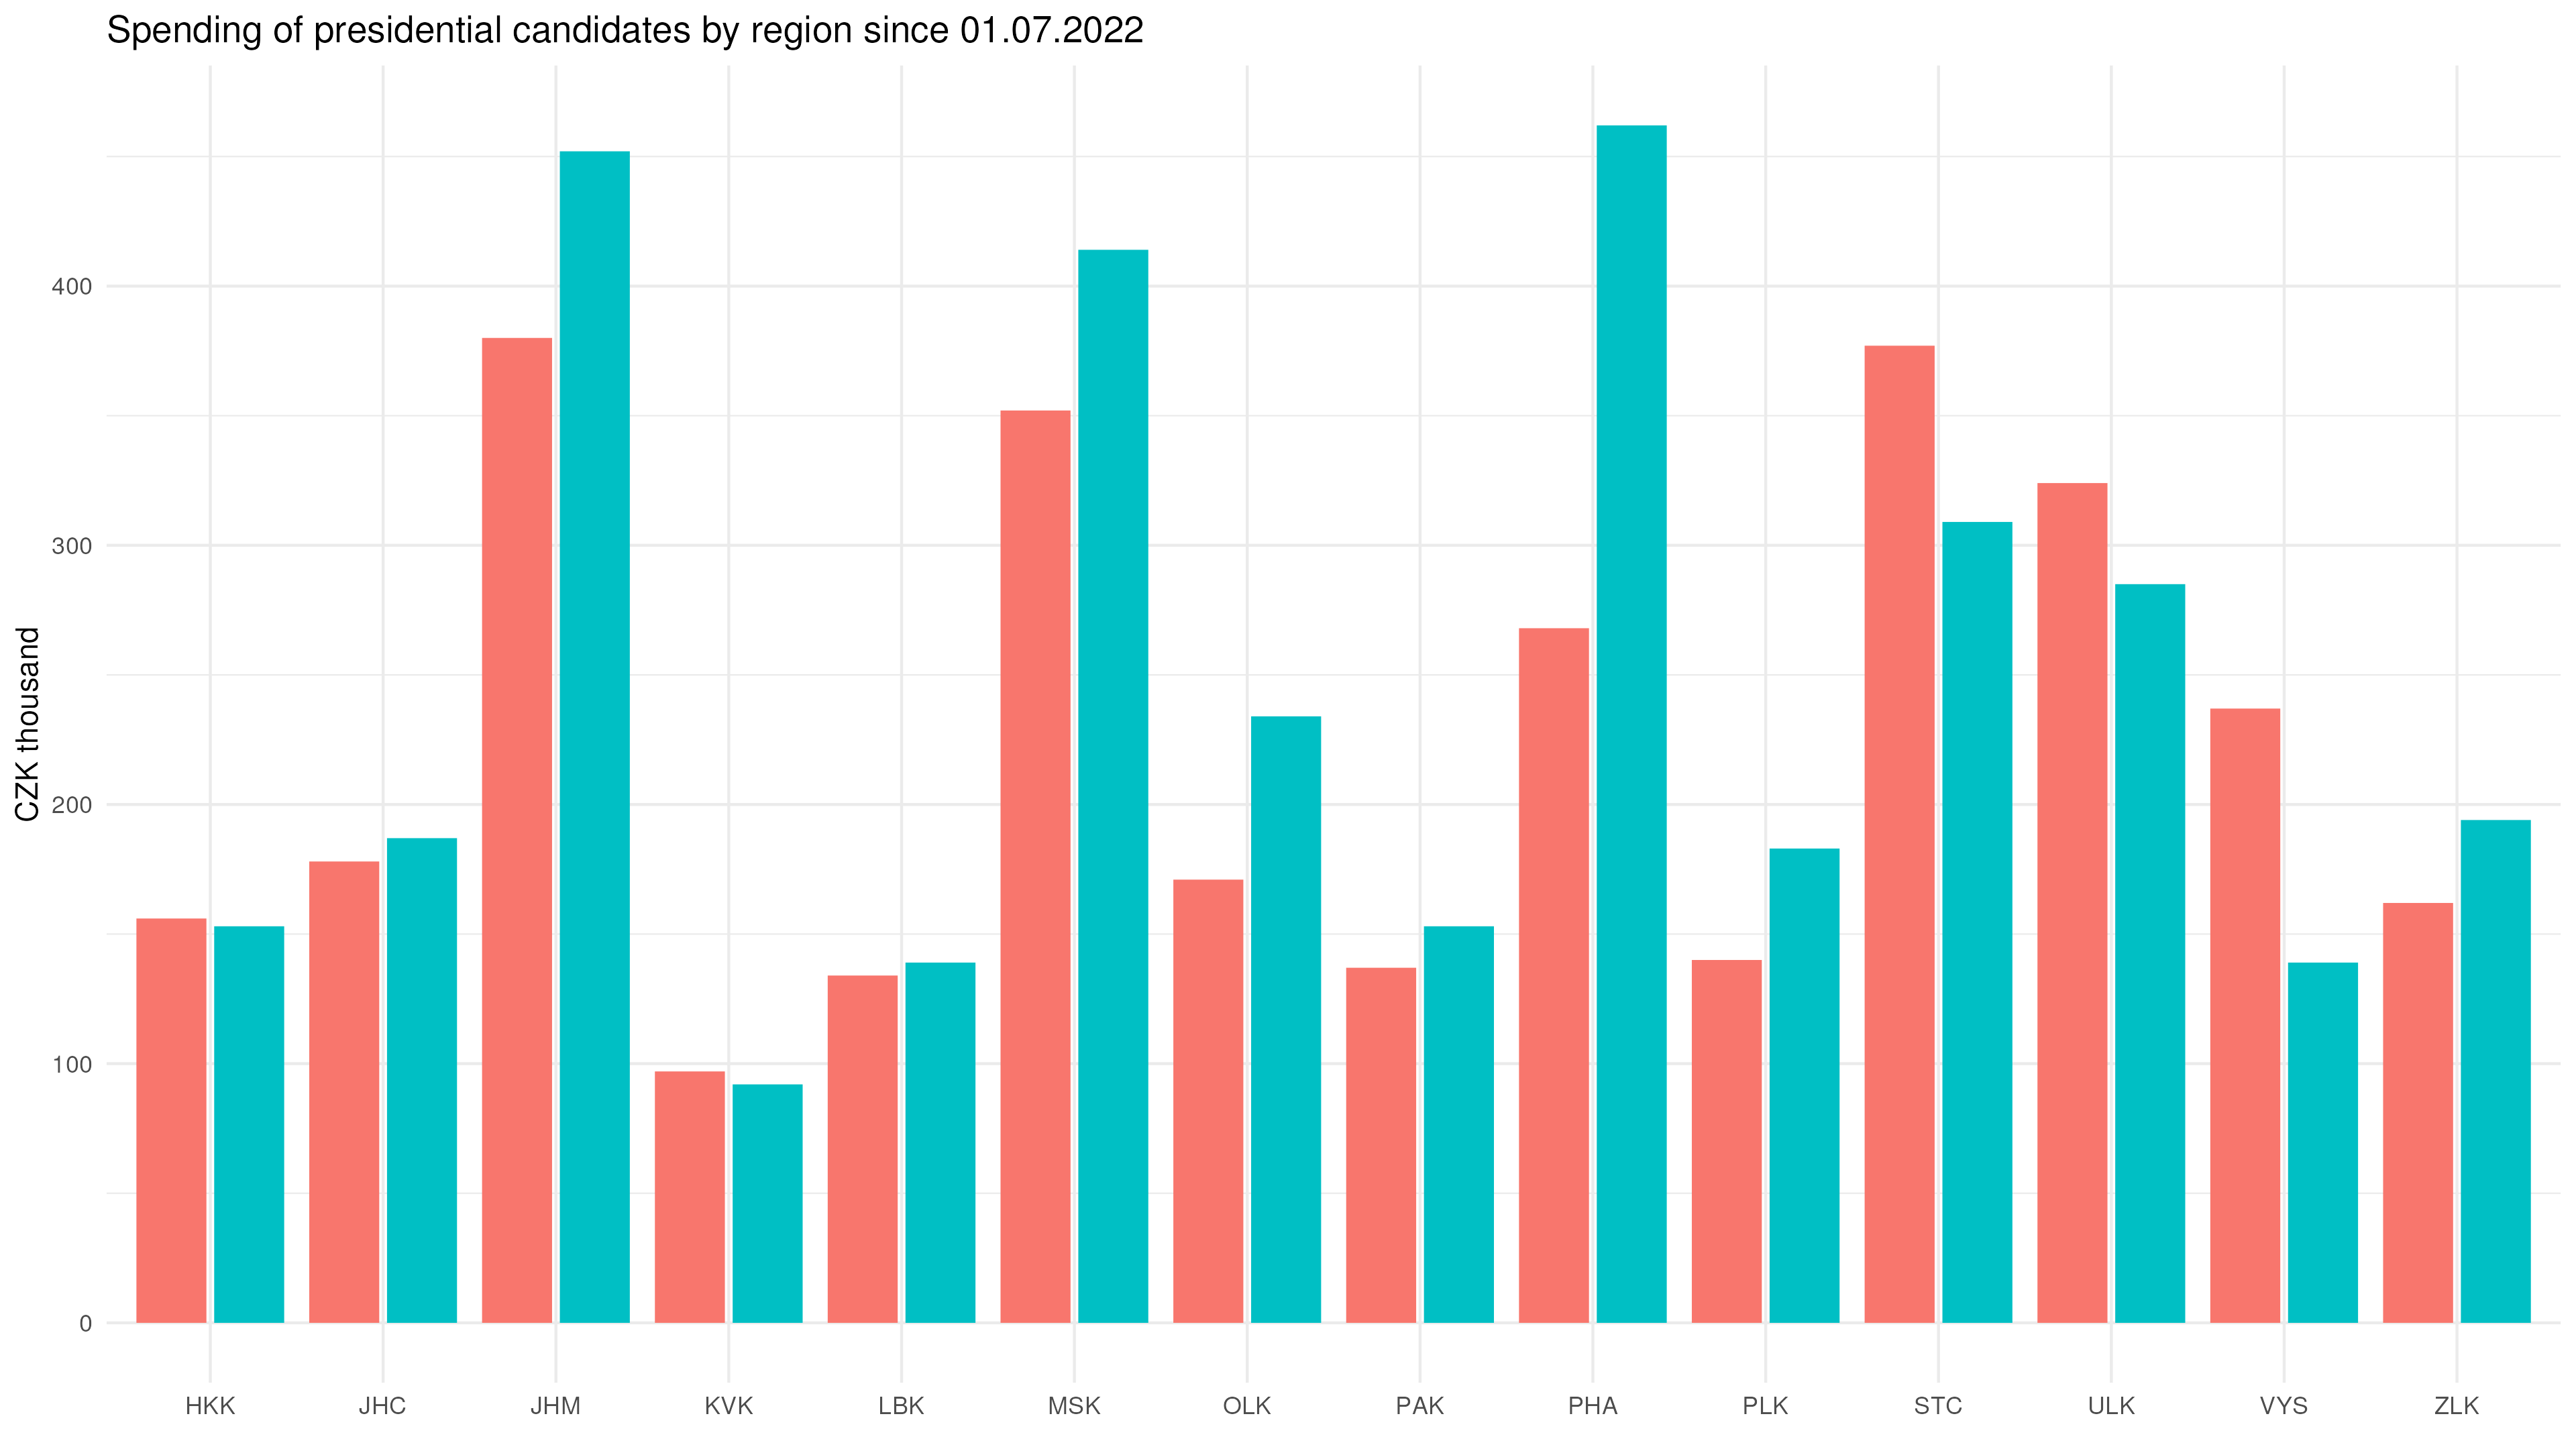 Spending of presidential candidates by region since 01.07.2022
CZK thousand
400
300
200
100
0
HKK JHC JHM KVK LBK MSK OLK PAK PHA PLK STC ULK VYS ZLK